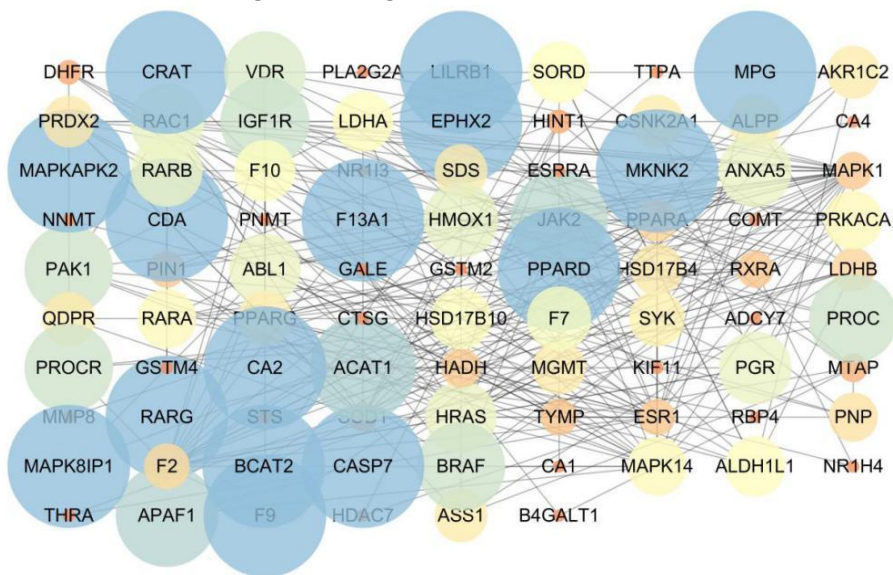 DHFR CRAT VDR PLA2G2A LILRB1 SORD TTPA MPG AKR1C2
PRDX2 RAC1 IGF1R LDHA EPHX2 HINT1 CSNK2A1 ALPP CA4
MAPKAPK2 RARB F10 NR1I3 SDS ESRRA MKNK2 ANXA5 MAPK1
NNMT CDA PNMT F13A1 HMOX1 JAK2 PPARA COMT PRKACA
PAK1 PIN1 ABL1 GALE GSTM2 PPARD HSD17B4 RXRA LDHB
QDPR RARA PPARG CTSG HSD17B10 F7 SYK ADCY7 PROC
PROCR GSTM4 CA2 ACAT1 HADH MGMT KIF11 PGR MTAP
MMP8 RARG STS SOD1 HRAS TYMP ESR1 RBP4 PNP
MAPK8IP1 F2 BCAT2 CASP7 BRAF CA1 MAPK14 ALDH1L1 NR1H4
THRA APAF1 F9 HDAC7 ASS1 B4GALT1